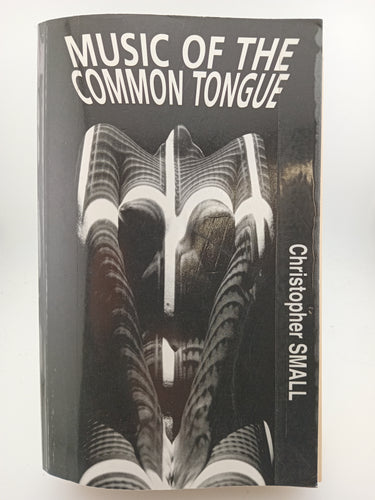 MUSIC OF THE
COMMON TONGUE
Christopher SMALL